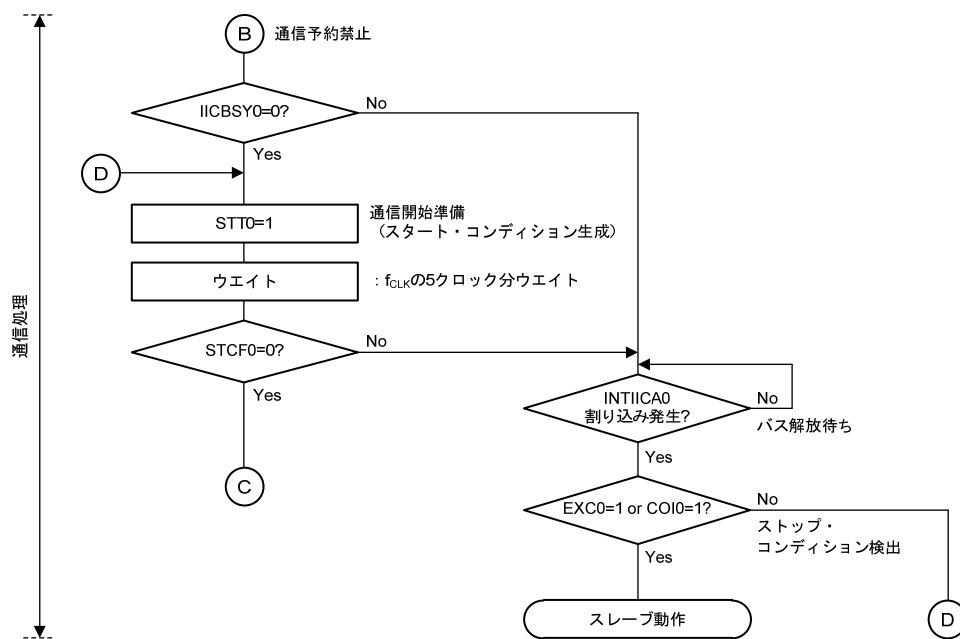 B 通信予約禁止
IICBSY0=0?
No
Yes
D
STT0=1
通信開始準備
（スタート・コンディション生成）
ウエイト
：fCLKの5クロック分ウエイト
通信処理
STCF0=0?
No
Yes
INTIICA0
割り込み発生?
No
バス解放待ち
Yes
C
EXC0=1 or COI0=1?
No
ストップ・
コンディション検出
Yes
スレーブ動作
D